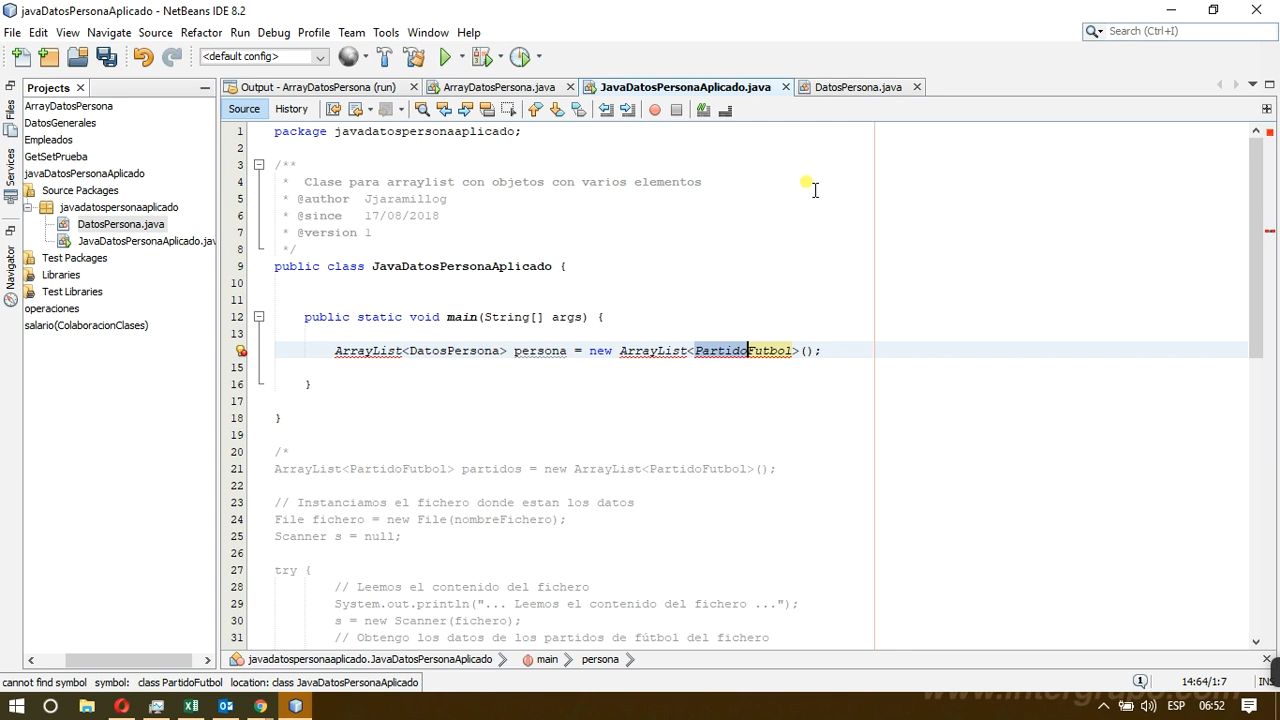 javaDatosPersonaAplicado - NetBeans IDE 8.2
File Edit View Navigate Source Refactor Run Debug Profile Team Tools Window Help
Search (Ctrl+I)
<default config>
Projects
Output - ArrayDatosPersona (run)
ArrayDatosPersona.java
JavaDatosPersonaAplicado.java
DatosPersona.java
Files
Services
Navigator
ArrayDatosPersona
DatosGenerales
Empleados
GetSetPrueba
javaDatosPersonaAplicado
Source Packages
javadatospersonaaplicado
DatosPersona.java
JavaDatosPersonaAplicado.jav
Test Packages
Libraries
Test Libraries
operaciones
salario(ColaboracionClases)
Source History
1 package javadatospersonaaplicado;
2
3 /**
4 * Clase para arraylist con objetos con varios elementos
5 * @author Jjaramillog
6 * @since 17/08/2018
7 * @version 1
8 */
9 public class JavaDatosPersonaAplicado {
10
11
12 public static void main(String[] args) {
13
ArrayList<DatosPersona> persona = new ArrayList<PartidoFutbol>();
15
16 }
17
18 }
19
20 /*
21 ArrayList<PartidoFutbol> partidos = new ArrayList<PartidoFutbol>();
22
23 // Instanciamos el fichero donde estan los datos
24 File fichero = new File(nombreFichero);
25 Scanner s = null;
26
27 try {
28 // Leemos el contenido del fichero
29 System.out.println("... Leemos el contenido del fichero ...");
30 s = new Scanner(fichero);
31 // Obtengo los datos de los partidos de fútbol del fichero
javadatospersonaaplicado.JavaDatosPersonaAplicado main persona
cannot find symbol symbol: class PartidoFutbol location: class JavaDatosPersonaAplicado
1
14:64/1:7
INS
www.intergrupo.com
ESP 06:52